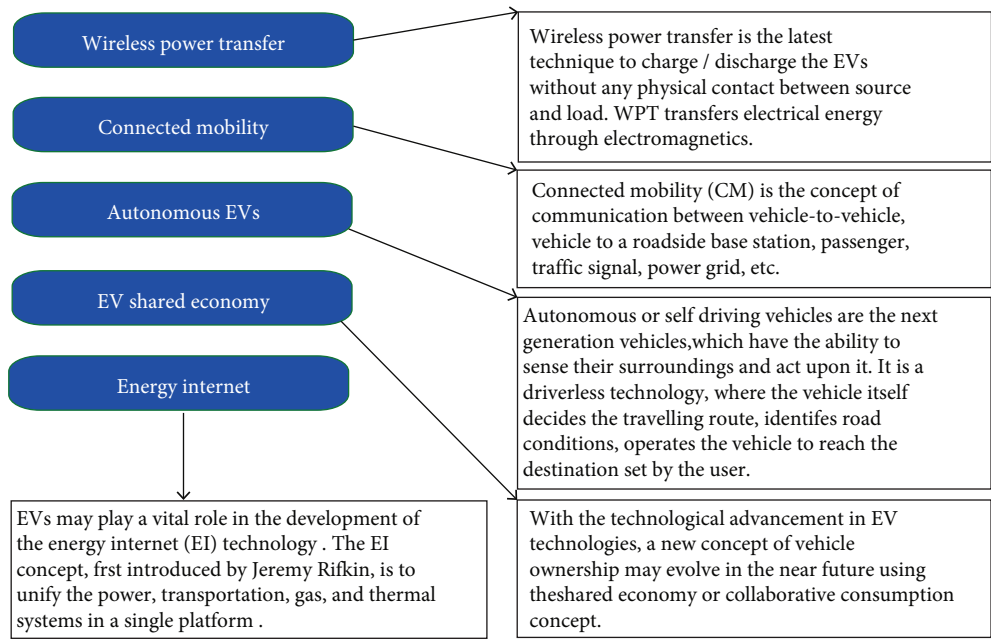 Wireless power transfer
Connected mobility
Autonomous EVs
EV shared economy
Energy internet
Wireless power transfer is the latest
technique to charge / discharge the EVs
without any physical contact between source
and load. WPT transfers electrical energy
through electromagnetics.
Connected mobility (CM) is the concept of
communication between vehicle-to-vehicle,
vehicle to a roadside base station, passenger,
traffic signal, power grid, etc.
Autonomous or self driving vehicles are the next
generation vehicles,which have the ability to
sense their surroundings and act upon it. It is a
driverless technology, where the vehicle itself
decides the travelling route, identifes road
conditions, operates the vehicle to reach the
destination set by the user.
With the technological advancement in EV
technologies, a new concept of vehicle
ownership may evolve in the near future using
theshared economy or collaborative consumption
concept.
EVs may play a vital role in the development of
the energy internet (EI) technology . The EI
concept, frst introduced by Jeremy Rifkin, is to
unify the power, transportation, gas, and thermal
systems in a single platform .